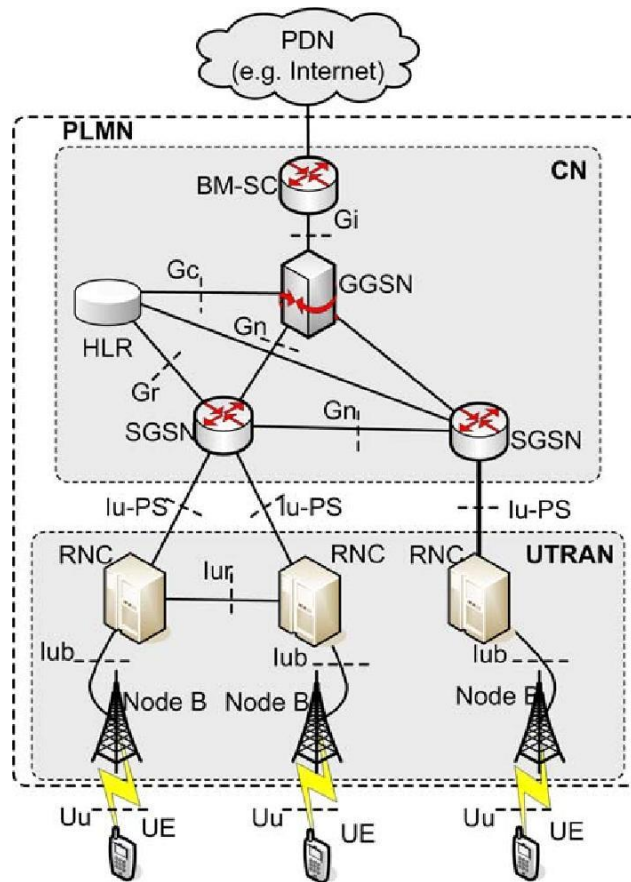 PDN
(e.g. Internet)
PLMN
CN
BM-SC
Gi
Gc
GGSN
HLR
Gn
Gr
SGSN
Gn
SGSN
Iu-PS
Iu-PS
Iu-PS
RNC
RNC
RNC
UTRAN
Iur
Iub
Iub
Iub
Node B
Node B
Node B
Uu
UE
Uu
UE
Uu
UE